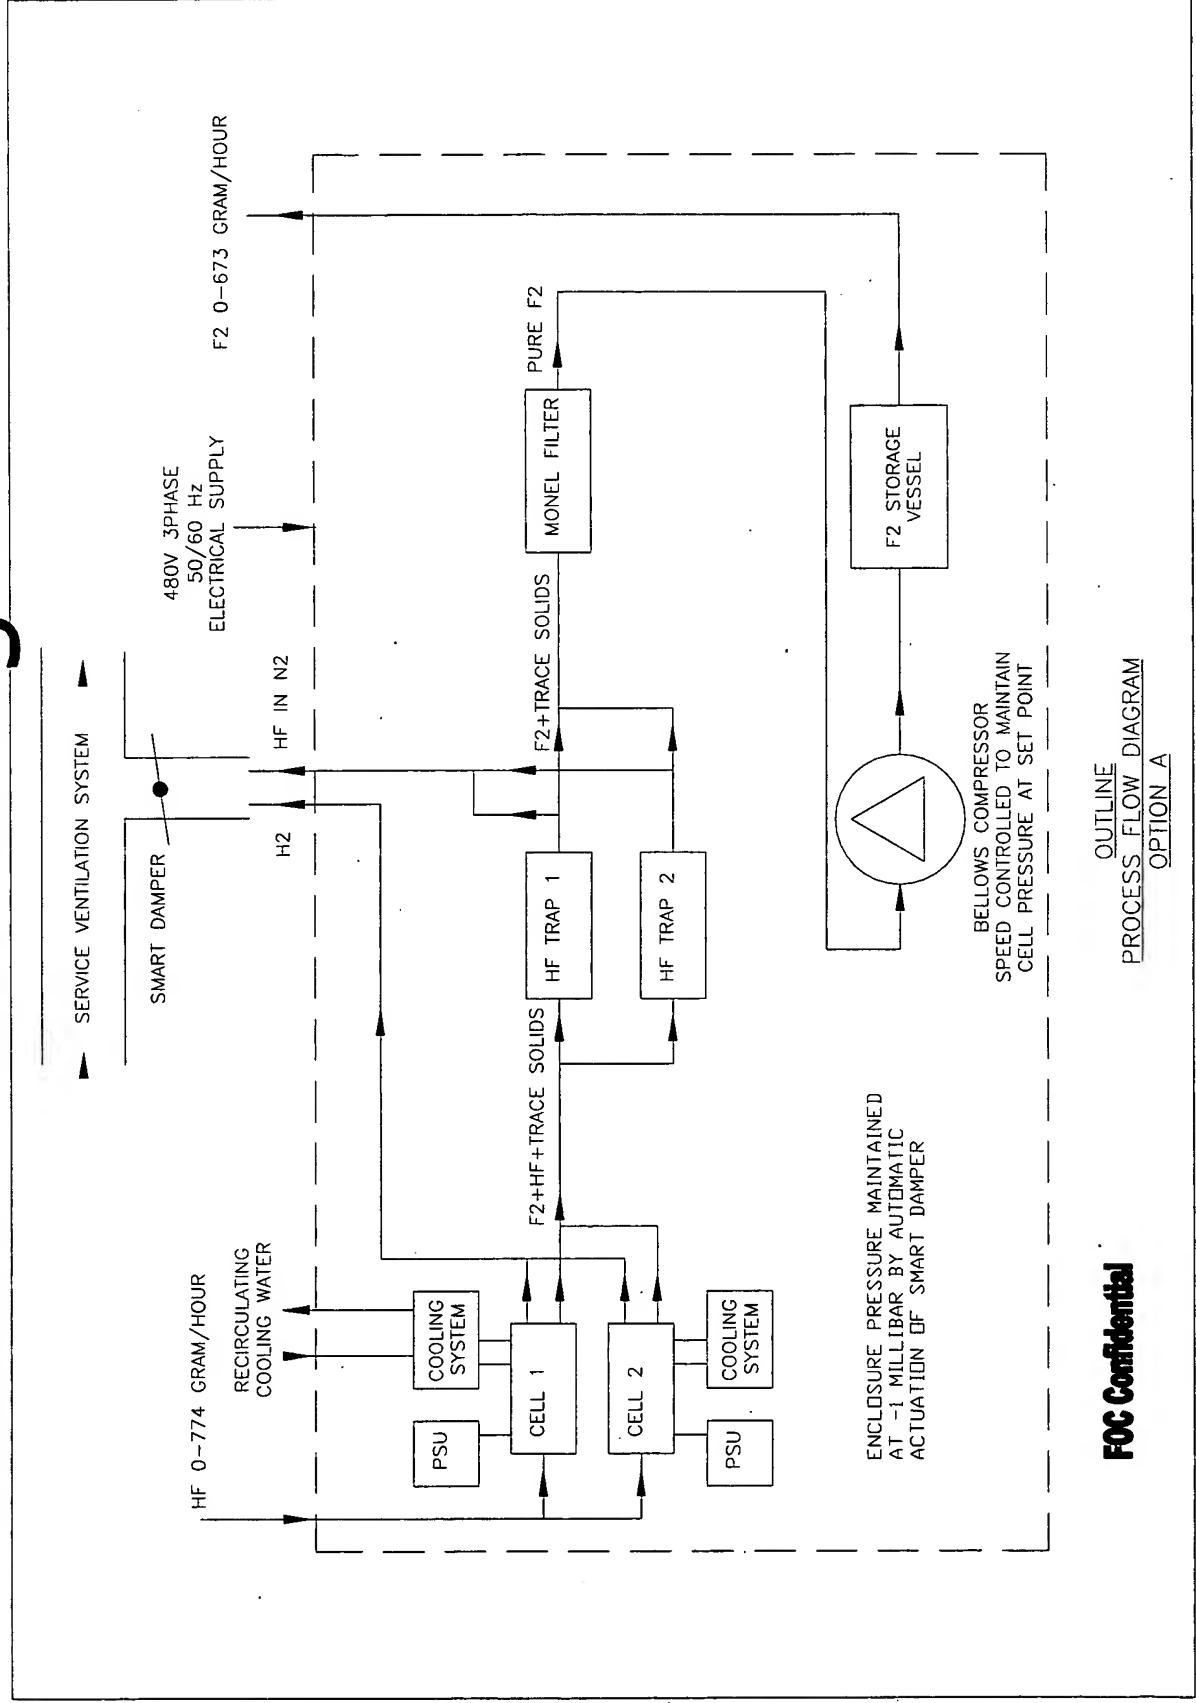 SERVICE VENTILATION SYSTEM
SMART DAMPER
H2
HF IN N2
480V 3PHASE
50/60 Hz
ELECTRICAL SUPPLY
F2 0-673 GRAM/HOUR
HF 0-774 GRAM/HOUR
RECIRCULATING
COOLING WATER
PSU
COOLING
SYSTEM
CELL 1
CELL 2
PSU
COOLING
SYSTEM
F2+HF+TRACE SOLIDS
HF TRAP 1
HF TRAP 2
F2+TRACE SOLIDS
MONEL FILTER
PURE F2
F2 STORAGE
VESSEL
BELLOWS COMPRESSOR
SPEED CONTROLLED TO MAINTAIN
CELL PRESSURE AT SET POINT
ENCLOSURE PRESSURE MAINTAINED
AT -1 MILLIBAR BY AUTOMATIC
ACTUATION OF SMART DAMPER
OUTLINE
PROCESS FLOW DIAGRAM
OPTION A
FOC Confidential